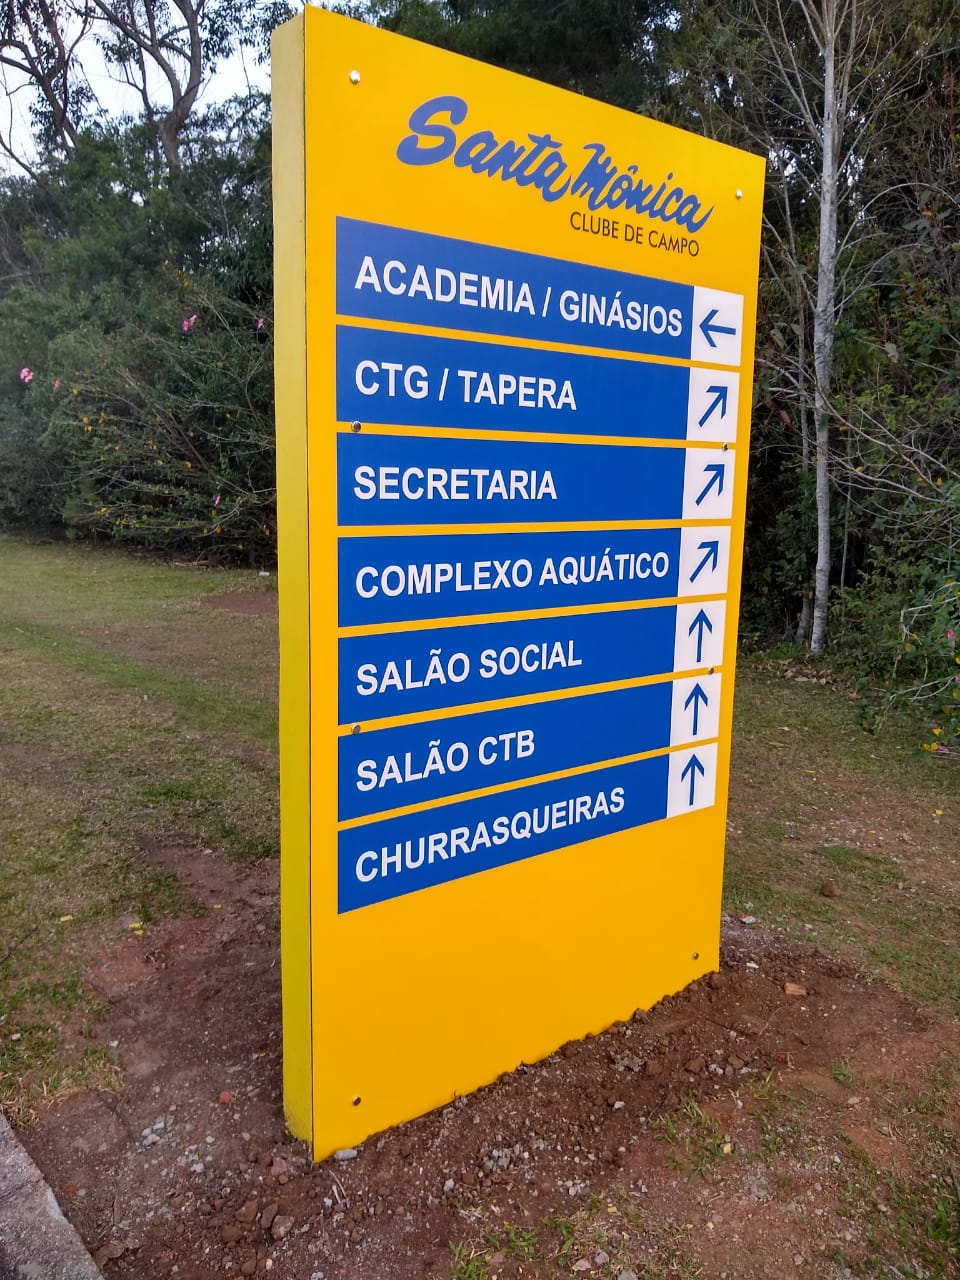 Santa Mônica
CLUBE DE CAMPO
ACADEMIA / GINÁSIOS ←
CTG / TAPERA ↗
SECRETARIA ↗
COMPLEXO AQUÁTICO ↗
SALÃO SOCIAL ↑
SALÃO CTB ↑
CHURRASQUEIRAS ↑